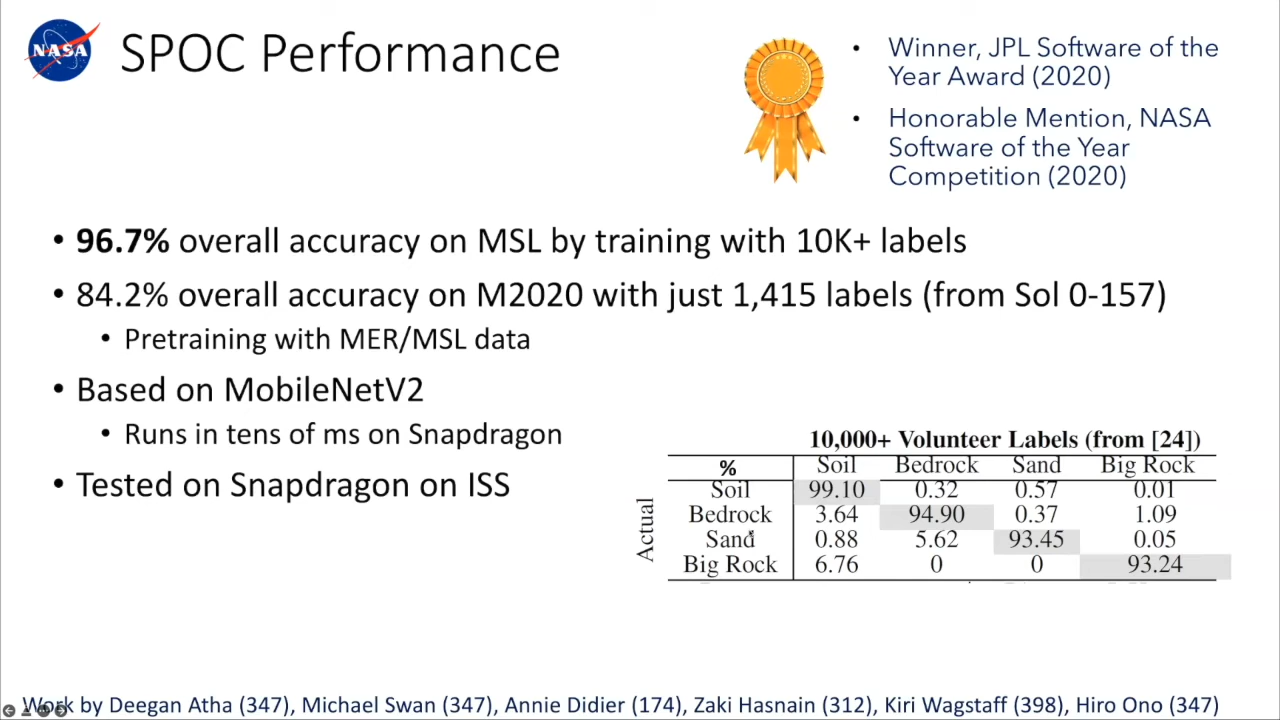 NASA
SPOC Performance
• Winner, JPL Software of the
Year Award (2020)
• Honorable Mention, NASA
Software of the Year
Competition (2020)
• 96.7% overall accuracy on MSL by training with 10K+ labels
• 84.2% overall accuracy on M2020 with just 1,415 labels (from Sol 0-157)
• Pretraining with MER/MSL data
• Based on MobileNetV2
• Runs in tens of ms on Snapdragon
• Tested on Snapdragon on ISS
10,000+ Volunteer Labels (from [24])
% Soil Bedrock Sand Big Rock
Actual
Soil 99.10 0.32 0.57 0.01
Bedrock 3.64 94.90 0.37 1.09
Sand 0.88 5.62 93.45 0.05
Big Rock 6.76 0 0 93.24
Work by Deegan Atha (347), Michael Swan (347), Annie Didier (174), Zaki Hasnain (312), Kiri Wagstaff (398), Hiro Ono (347)